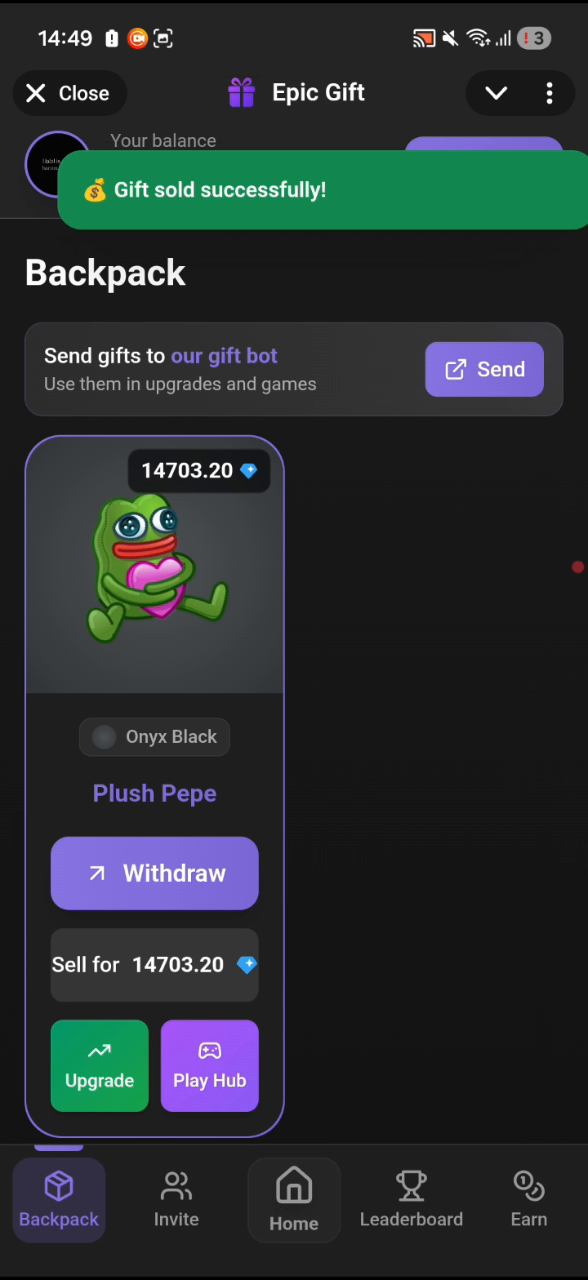 14:49
3
Close
Epic Gift
Your balance
💰 Gift sold successfully!
Backpack
Send gifts to our gift bot
Use them in upgrades and games
Send
14703.20
Onyx Black
Plush Pepe
Withdraw
Sell for 14703.20
Upgrade
Play Hub
Backpack
Invite
Home
Leaderboard
Earn